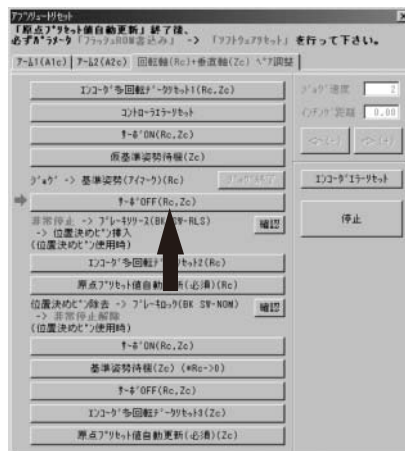 アブソリュートリセット
「原点プリセット値自動更新」終了後、
必ずパラメータ「フラッシュROM書込み」 -> 「ソフトウェアリセット」 を行って下さい。
アーム1(A1c) アーム2(A2c) 回転軸(Rc)+垂直軸(Zc) ペア調整
エンコーダ多回転データリセット1(Rc,Zc)
コントローラエラーリセット
サーボON(Rc,Zc)
仮基準姿勢待機(Zc)
ジョグ -> 基準姿勢(アイマーク)(Rc)
サーボOFF(Rc,Zc)
非常停止 -> ブレーキリリース(BK SW-RLS)
-> 位置決めピン挿入
(位置決めピン使用時)
確認
エンコーダ多回転データリセット2(Rc)
原点プリセット値自動更新(必須)(Rc)
位置決めピン除去 -> ブレーキロック(BK SW-NOM)
-> 非常停止解除
(位置決めピン使用時)
確認
サーボON(Rc,Zc)
基準姿勢待機(Zc) (*Rc->0)
サーボOFF(Rc,Zc)
エンコーダ多回転データリセット3(Zc)
原点プリセット値自動更新(必須)(Zc)
ジョグ速度 2
インチング距離 0.00
エンコーダエラーリセット
停止